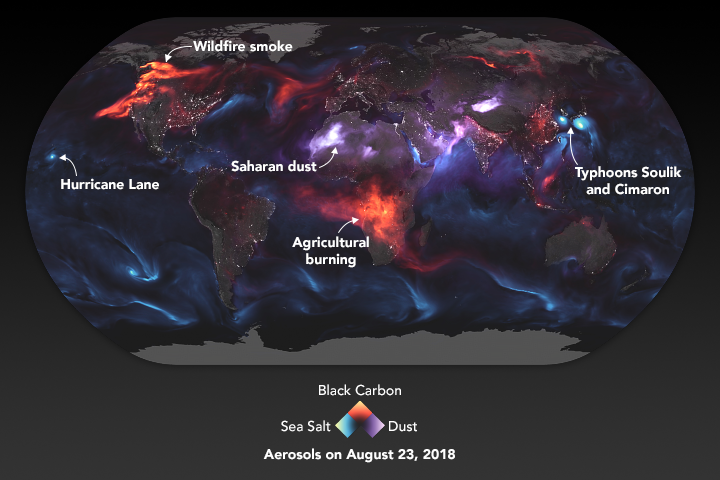 Wildfire smoke
Saharan dust
Hurricane Lane
Typhoons Soulik
and Cimaron
Agricultural
burning
Black Carbon
Sea Salt
Dust
Aerosols on August 23, 2018